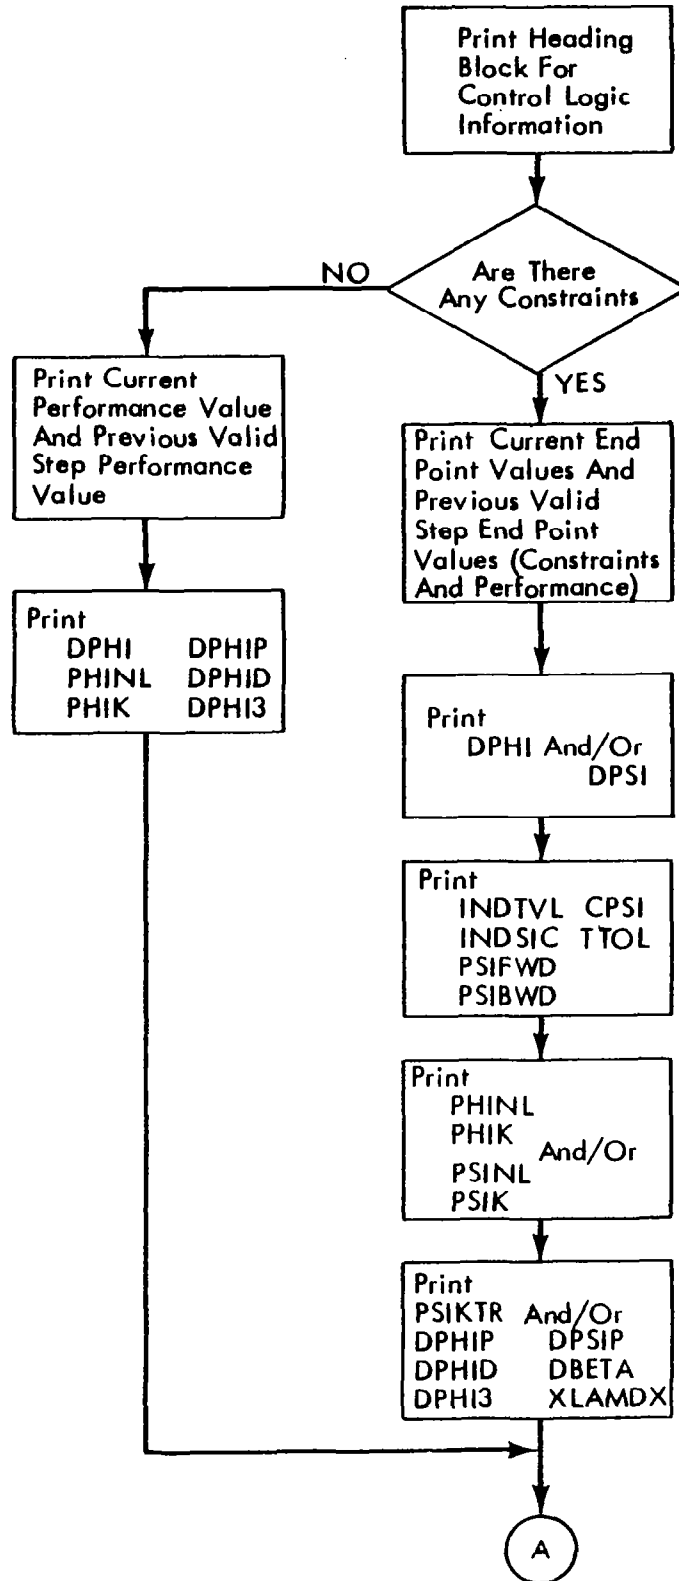 Print Heading
Block For
Control Logic
Information
Are There
Any Constraints
NO
YES
Print Current
Performance Value
And Previous Valid
Step Performance
Value
Print
DPHI DPHIP
PHINL DPHID
PHIK DPHI3
Print Current End
Point Values And
Previous Valid
Step End Point
Values (Constraints
And Performance)
Print
DPHI And/Or
DPSI
Print
INDTVL CPSI
INDSIC TTOL
PSIFWD
PSIBWD
Print
PHINL
PHIK
And/Or
PSINL
PSIK
Print
PSIKTR And/Or
DPHIP DPSIP
DPHID DBETA
DPHI3 XLAMDX
A